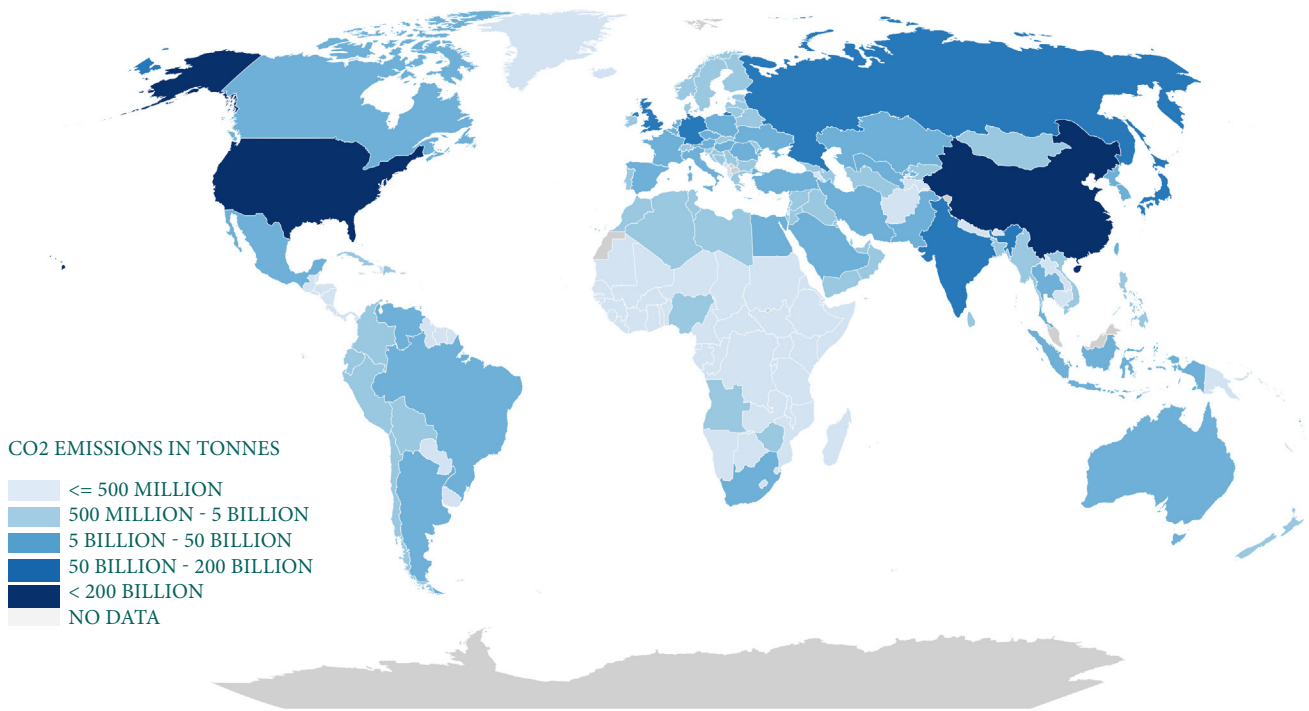 CO2 EMISSIONS IN TONNES
<= 500 MILLION
500 MILLION - 5 BILLION
5 BILLION - 50 BILLION
50 BILLION - 200 BILLION
< 200 BILLION
NO DATA